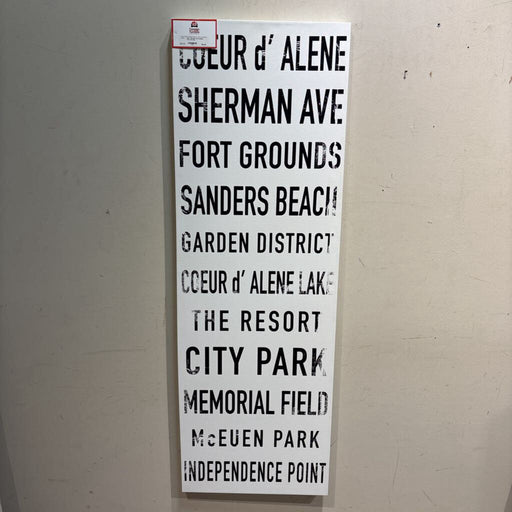 COEUR d' ALENE
SHERMAN AVE
FORT GROUNDS
SANDERS BEACH
GARDEN DISTRICT
COEUR d' ALENE LAKE
THE RESORT
CITY PARK
MEMORIAL FIELD
McEUEN PARK
INDEPENDENCE POINT